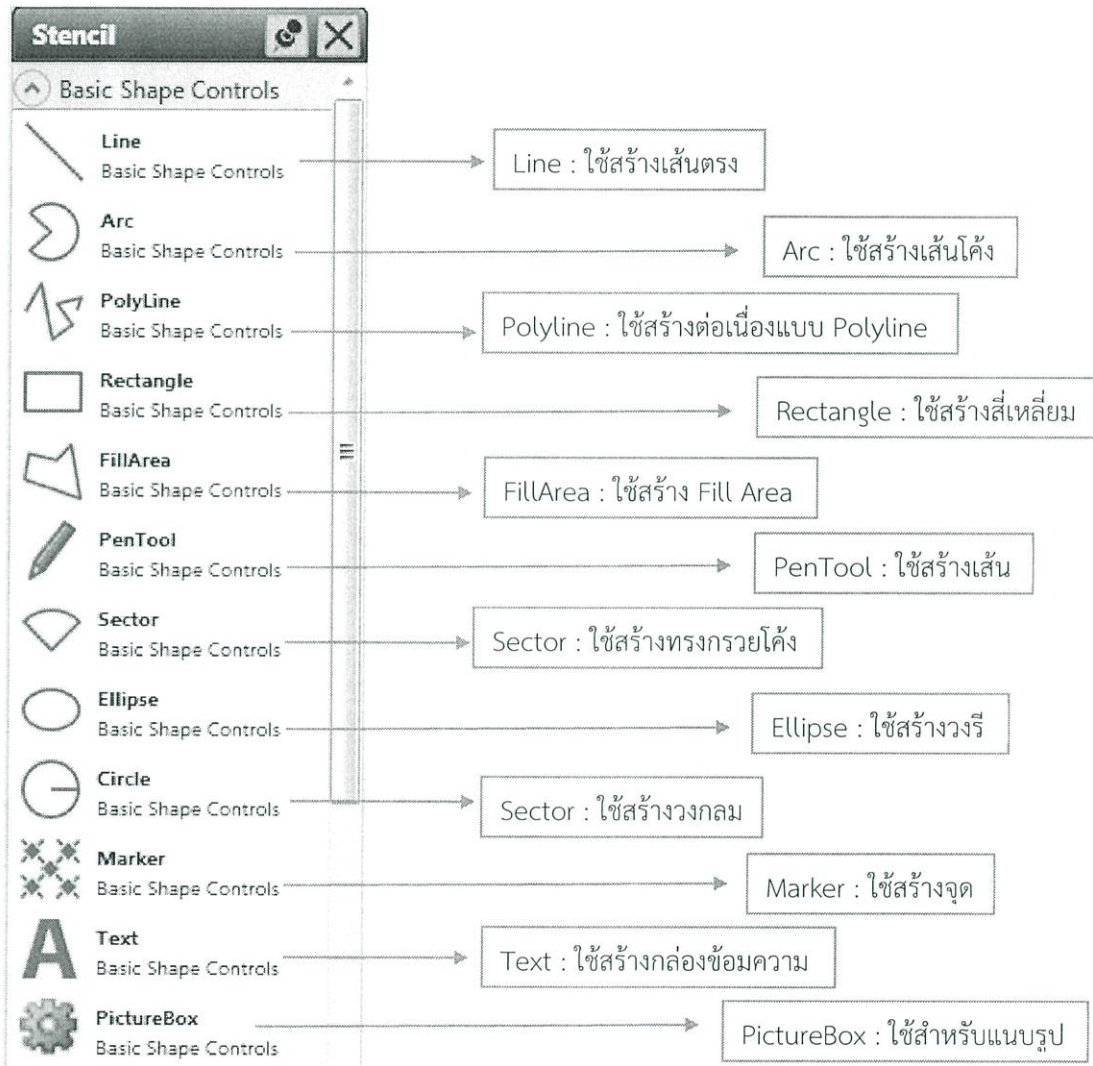 Stencil
Basic Shape Controls
Line
Basic Shape Controls
Line : ใช้สร้างเส้นตรง
Arc
Basic Shape Controls
Arc : ใช้สร้างเส้นโค้ง
PolyLine
Basic Shape Controls
Polyline : ใช้สร้างต่อเนื่องแบบ Polyline
Rectangle
Basic Shape Controls
Rectangle : ใช้สร้างสี่เหลี่ยม
FillArea
Basic Shape Controls
FillArea : ใช้สร้าง Fill Area
PenTool
Basic Shape Controls
PenTool : ใช้สร้างเส้น
Sector
Basic Shape Controls
Sector : ใช้สร้างทรงกรวยโค้ง
Ellipse
Basic Shape Controls
Ellipse : ใช้สร้างวงรี
Circle
Basic Shape Controls
Sector : ใช้สร้างวงกลม
Marker
Basic Shape Controls
Marker : ใช้สร้างจุด
Text
Basic Shape Controls
Text : ใช้สร้างกล่องข้อมความ
PictureBox
Basic Shape Controls
PictureBox : ใช้สำหรับแนบรูป